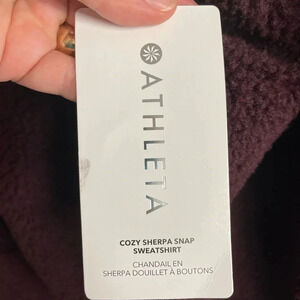 ATHLETA
COZY SHERPA SNAP
SWEATSHIRT
CHANDAIL EN
SHERPA DOUILLET À BOUTONS